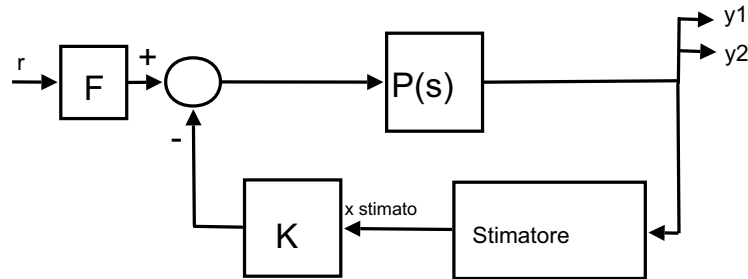 r
F
+
-
P(s)
y1
y2
K
x stimato
Stimatore